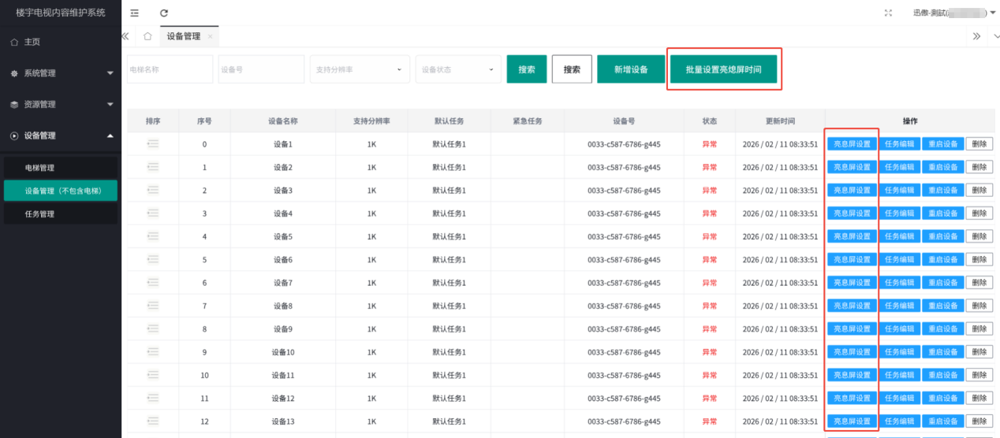 楼宇电视内容维护系统
迅傲-测試(
主页
系统管理
资源管理
设备管理
电梯管理
设备管理（不包含电梯）
任务管理
设备管理 ×
电梯名称 设备号 支持分辨率 设备状态 搜索 搜索 新增设备 批量设置亮熄屏时间
排序 序号 设备名称 支持分辨率 默认任务 紧急任务 设备号 状态 更新时间 操作
0 设备1 1K 默认任务1 0033-c587-6786-g445 异常 2026 / 02 / 11 08:33:51 亮息屏设置 任务编辑 重启设备 删除
1 设备2 1K 默认任务1 0033-c587-6786-g445 异常 2026 / 02 / 11 08:33:51 亮息屏设置 任务编辑 重启设备 删除
2 设备3 1K 默认任务1 0033-c587-6786-g445 异常 2026 / 02 / 11 08:33:51 亮息屏设置 任务编辑 重启设备 删除
3 设备4 1K 默认任务1 0033-c587-6786-g445 异常 2026 / 02 / 11 08:33:51 亮息屏设置 任务编辑 重启设备 删除
4 设备5 1K 默认任务1 0033-c587-6786-g445 异常 2026 / 02 / 11 08:33:51 亮息屏设置 任务编辑 重启设备 删除
5 设备6 1K 默认任务1 0033-c587-6786-g445 异常 2026 / 02 / 11 08:33:51 亮息屏设置 任务编辑 重启设备 删除
6 设备7 1K 默认任务1 0033-c587-6786-g445 异常 2026 / 02 / 11 08:33:51 亮息屏设置 任务编辑 重启设备 删除
7 设备8 1K 默认任务1 0033-c587-6786-g445 异常 2026 / 02 / 11 08:33:51 亮息屏设置 任务编辑 重启设备 删除
8 设备9 1K 默认任务1 0033-c587-6786-g445 异常 2026 / 02 / 11 08:33:51 亮息屏设置 任务编辑 重启设备 删除
9 设备10 1K 默认任务1 0033-c587-6786-g445 异常 2026 / 02 / 11 08:33:51 亮息屏设置 任务编辑 重启设备 删除
10 设备11 1K 默认任务1 0033-c587-6786-g445 异常 2026 / 02 / 11 08:33:51 亮息屏设置 任务编辑 重启设备 删除
11 设备12 1K 默认任务1 0033-c587-6786-g445 异常 2026 / 02 / 11 08:33:51 亮息屏设置 任务编辑 重启设备 删除
12 设备13 1K 默认任务1 0033-c587-6786-g445 异常 2026 / 02 / 11 08:33:51 亮息屏设置 任务编辑 重启设备 删除